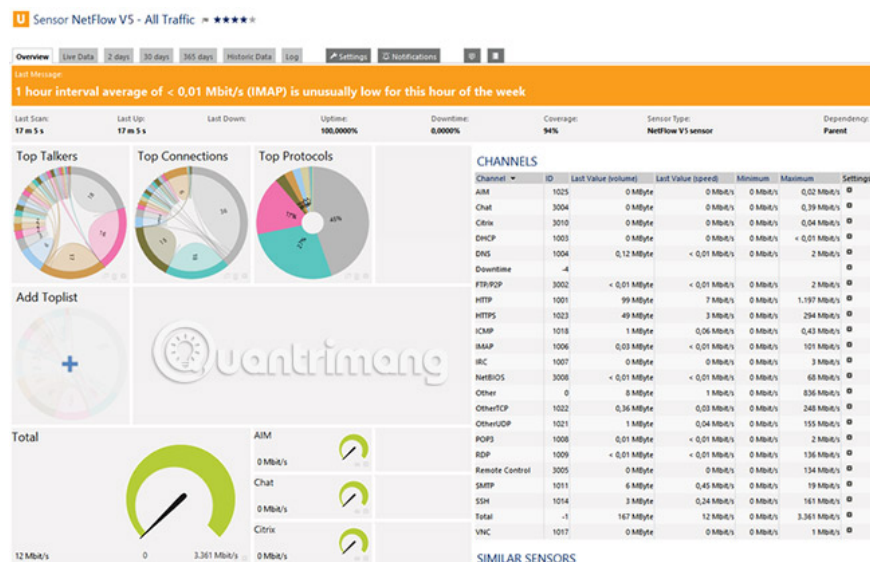 U Sensor NetFlow V5 - All Traffic
Overview Live Data 2 days 30 days 365 days Historic Data Log Settings Notifications
Last Message:
1 hour interval average of < 0,01 Mbit/s (IMAP) is unusually low for this hour of the week
Last Scan: Last Up: Last Down: Uptime: Downtime: Coverage: Sensor Type: Dependency:
17 m 5 s 17 m 5 s 100,0000% 0,0000% 94% NetFlow V5 sensor Parent
Top Talkers Top Connections Top Protocols
Add Toplist
Quantrimang
Total
12 Mbit/s 0 3.361 Mbit/s
AIM
0 Mbit/s
Chat
0 Mbit/s
Citrix
0 Mbit/s
CHANNELS
Channel ID Last Value (volume) Last Value (speed) Minimum Maximum Settings
AIM 1025 0 MByte 0 Mbit/s 0 Mbit/s 0,02 Mbit/s
Chat 3004 0 MByte 0 Mbit/s 0 Mbit/s 0,39 Mbit/s
Citrix 3010 0 MByte 0 Mbit/s 0 Mbit/s 0,04 Mbit/s
DHCP 1003 0 MByte 0 Mbit/s 0 Mbit/s < 0,01 Mbit/s
DNS 1004 0,12 MByte < 0,01 Mbit/s 0 Mbit/s 2 Mbit/s
Downtime -4
FTP/P2P 3002 < 0,01 MByte < 0,01 Mbit/s 0 Mbit/s 2 Mbit/s
HTTP 1001 99 MByte 7 Mbit/s 0 Mbit/s 1.197 Mbit/s
HTTPS 1023 49 MByte 3 Mbit/s 0 Mbit/s 294 Mbit/s
ICMP 1018 1 MByte 0,06 Mbit/s 0 Mbit/s 0,43 Mbit/s
IMAP 1006 0,03 MByte < 0,01 Mbit/s 0 Mbit/s 101 Mbit/s
IRC 1007 0 MByte 0 Mbit/s 0 Mbit/s 3 Mbit/s
NetBIOS 3008 < 0,01 MByte < 0,01 Mbit/s 0 Mbit/s 68 Mbit/s
Other 0 8 MByte 1 Mbit/s 0 Mbit/s 836 Mbit/s
OtherTCP 1022 0,36 MByte 0,03 Mbit/s 0 Mbit/s 248 Mbit/s
OtherUDP 1021 1 MByte 0,04 Mbit/s 0 Mbit/s 155 Mbit/s
POP3 1008 0,01 MByte < 0,01 Mbit/s 0 Mbit/s 2 Mbit/s
RDP 1009 < 0,01 MByte < 0,01 Mbit/s 0 Mbit/s 136 Mbit/s
Remote Control 3005 0 MByte 0 Mbit/s 0 Mbit/s 134 Mbit/s
SMTP 1011 6 MByte 0,45 Mbit/s 0 Mbit/s 19 Mbit/s
SSH 1014 3 MByte 0,24 Mbit/s 0 Mbit/s 161 Mbit/s
Total -1 167 MByte 12 Mbit/s 0 Mbit/s 3.361 Mbit/s
VNC 1017 0 MByte 0 Mbit/s 0 Mbit/s 1 Mbit/s
SIMILAR SENSORS